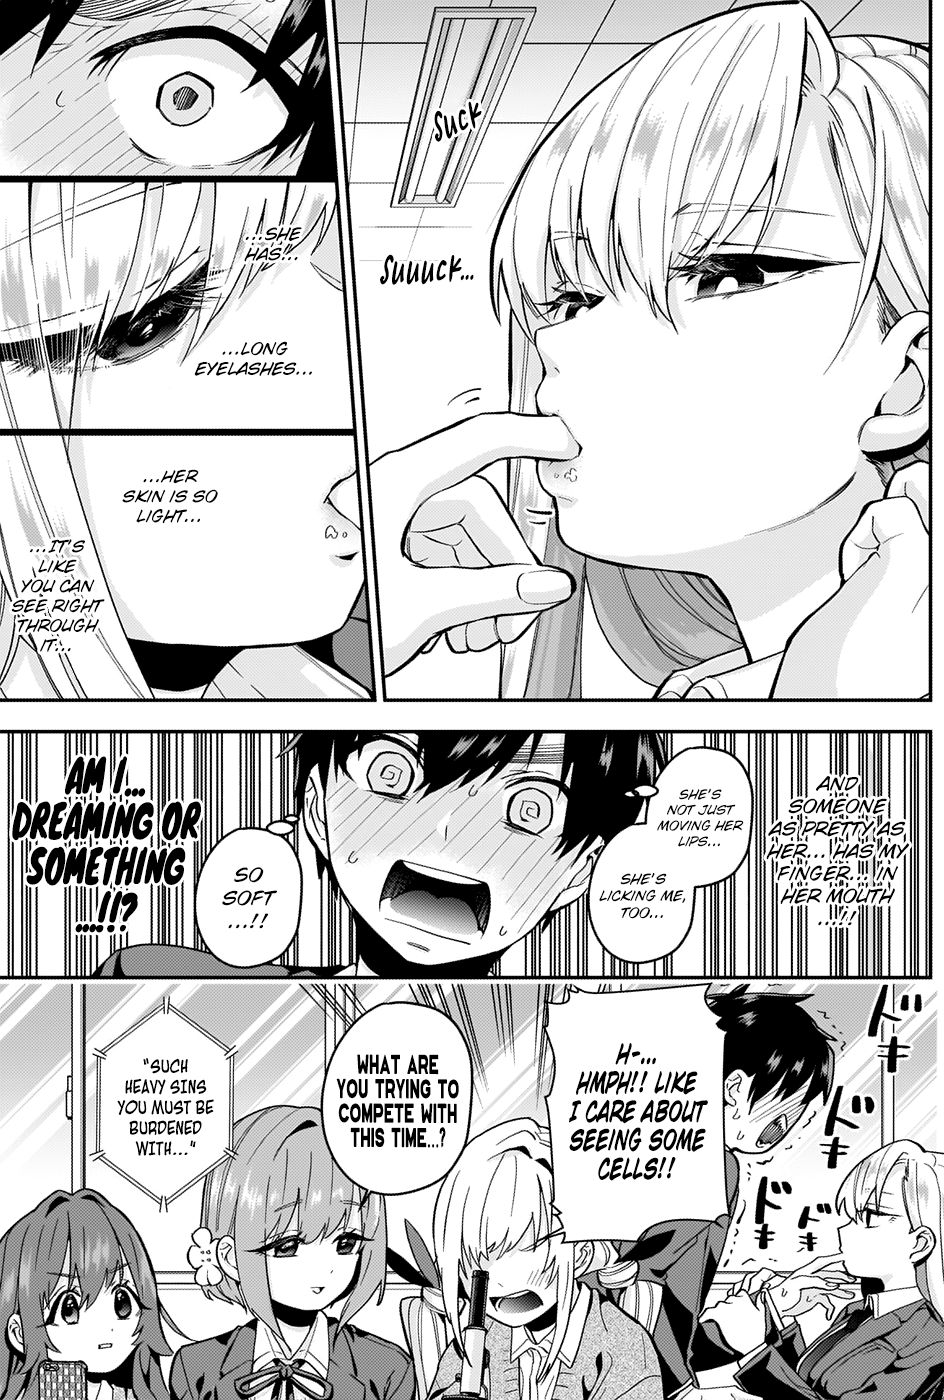 SUCK
SUUUCK...
...SHE
HAS...
...LONG
EYELASHES...
...HER
SKIN IS SO
LIGHT...
...IT'S
LIKE
YOU CAN
SEE RIGHT
THROUGH
IT...
AND
SOMEONE
AS PRETTY AS
HER... HAS MY
FINGER... IN
HER MOUTH
...!!
SHE'S
NOT JUST
MOVING HER
LIPS...
SHE'S
LICKING ME,
TOO...
SO
SOFT
...!!
AM I...
DREAMING OR
SOMETHING
....!!?
ドキ
ドキ
ドキ
ドキ
H-...
HMPH!! LIKE
I CARE ABOUT
SEEING SOME
CELLS!!
WHAT ARE
YOU TRYING TO
COMPETE WITH
THIS TIME...?
"SUCH
HEAVY SINS
YOU MUST BE
BURDENED
WITH..."